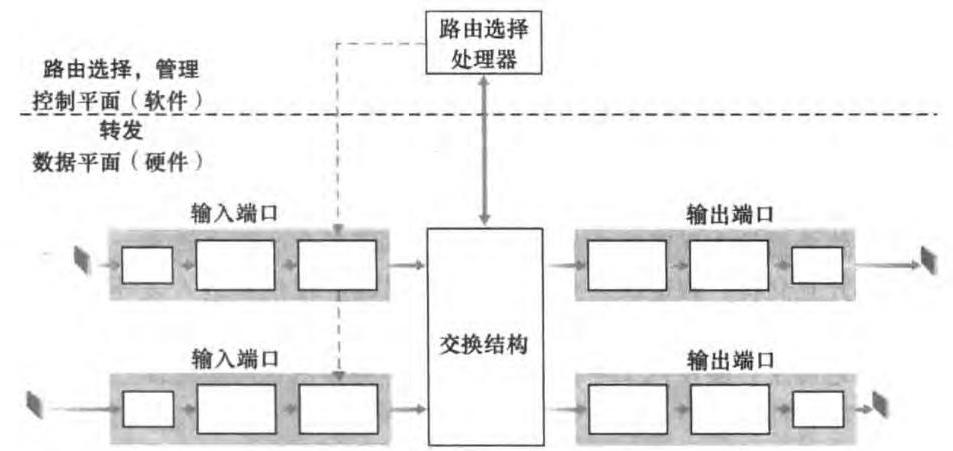 路由选择
处理器
路由选择，管理
控制平面（软件）
转发
数据平面（硬件）
输入端口
输出端口
交换结构
输入端口
输出端口